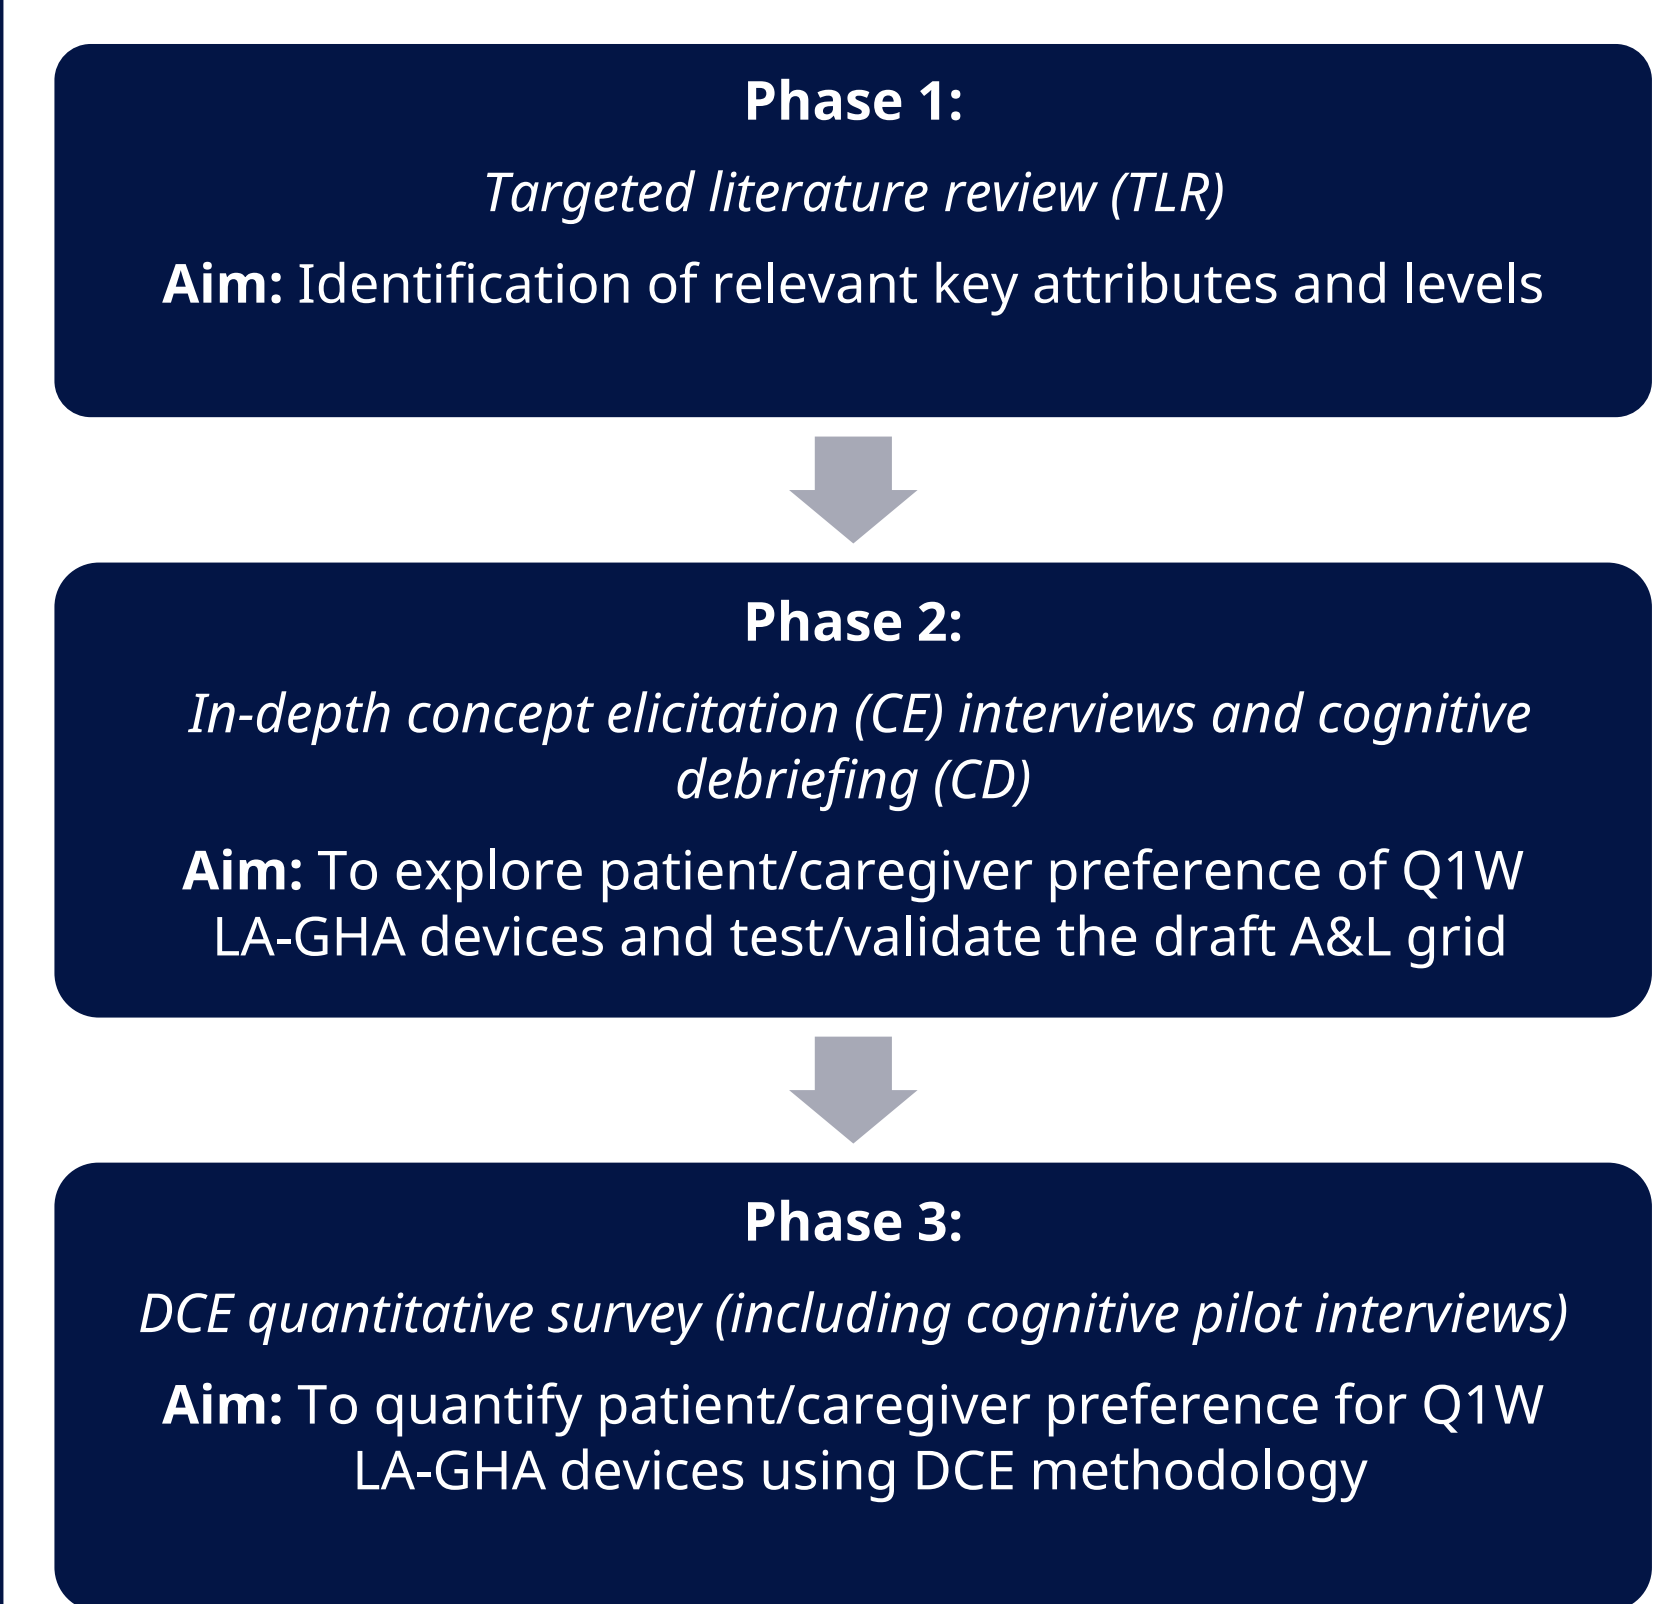 Phase 1:
Targeted literature review (TLR)
Aim: Identification of relevant key attributes and levels
Phase 2:
In-depth concept elicitation (CE) interviews and cognitive
debriefing (CD)
Aim: To explore patient/caregiver preference of Q1W
LA-GHA devices and test/validate the draft A&L grid
Phase 3:
DCE quantitative survey (including cognitive pilot interviews)
Aim: To quantify patient/caregiver preference for Q1W
LA-GHA devices using DCE methodology